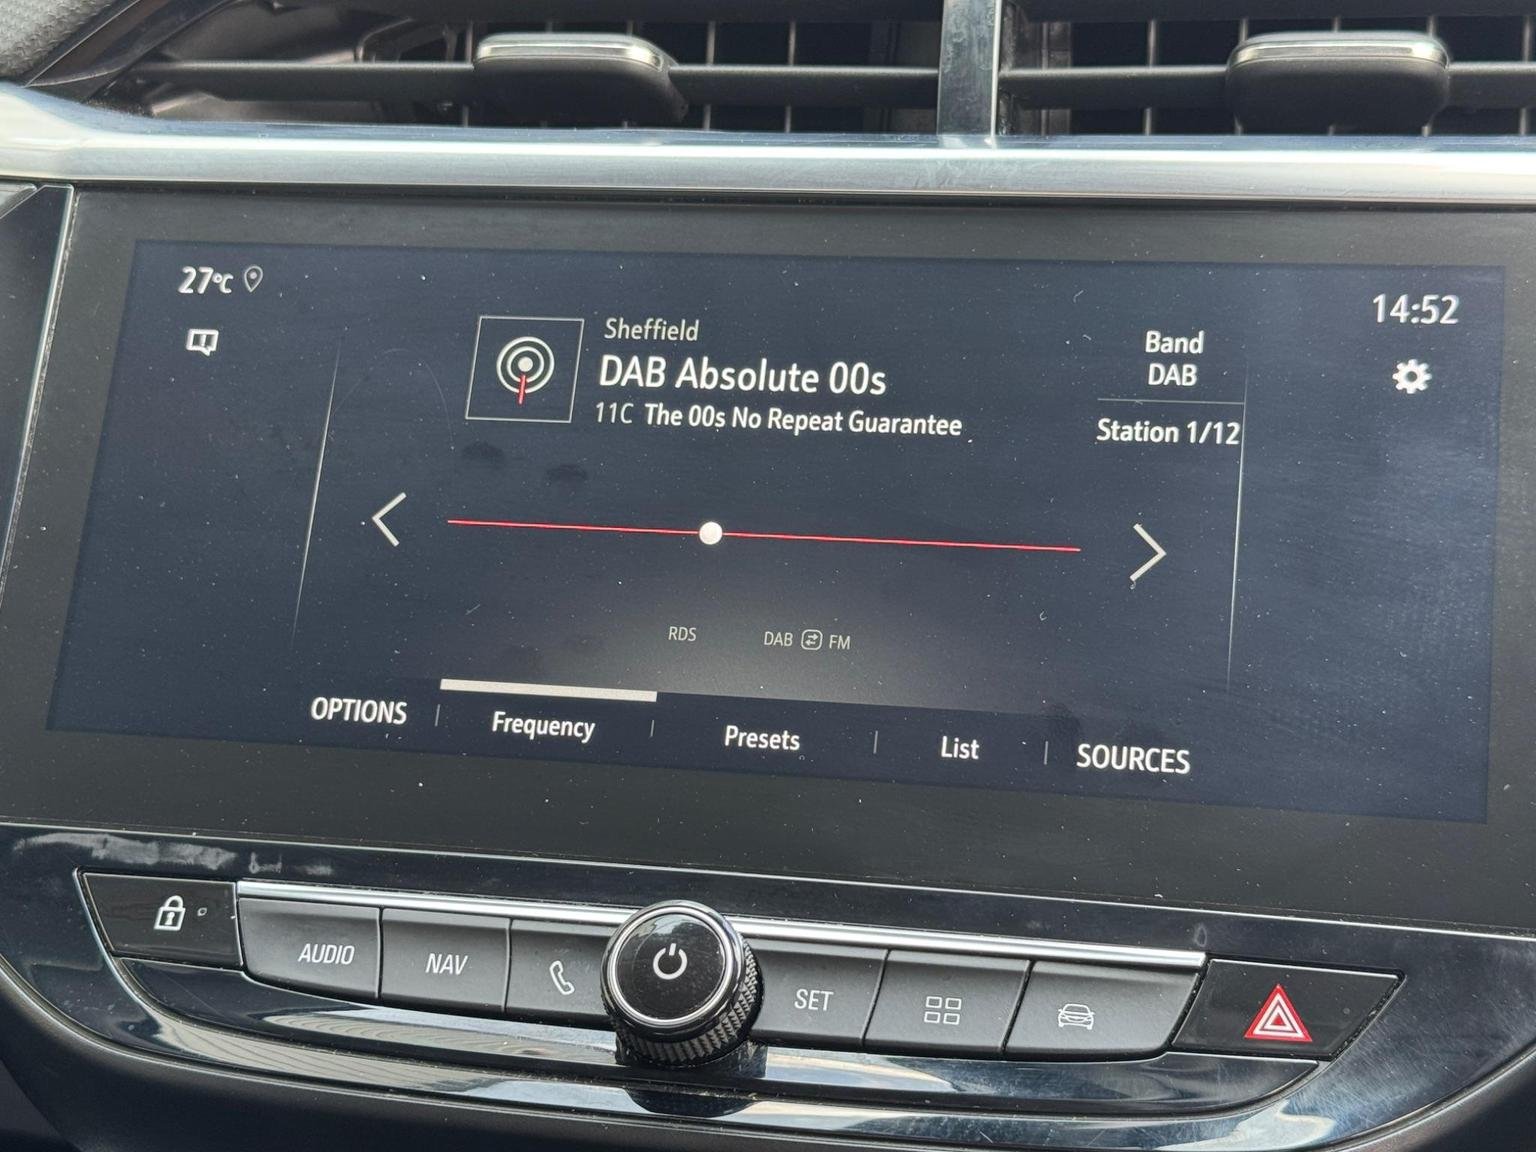 27°C
14:52
Sheffield
DAB Absolute 00s
11C The 00s No Repeat Guarantee
Band
DAB
Station 1/12
RDS
DAB FM
OPTIONS
Frequency
Presets
List
SOURCES
AUDIO
NAV
SET